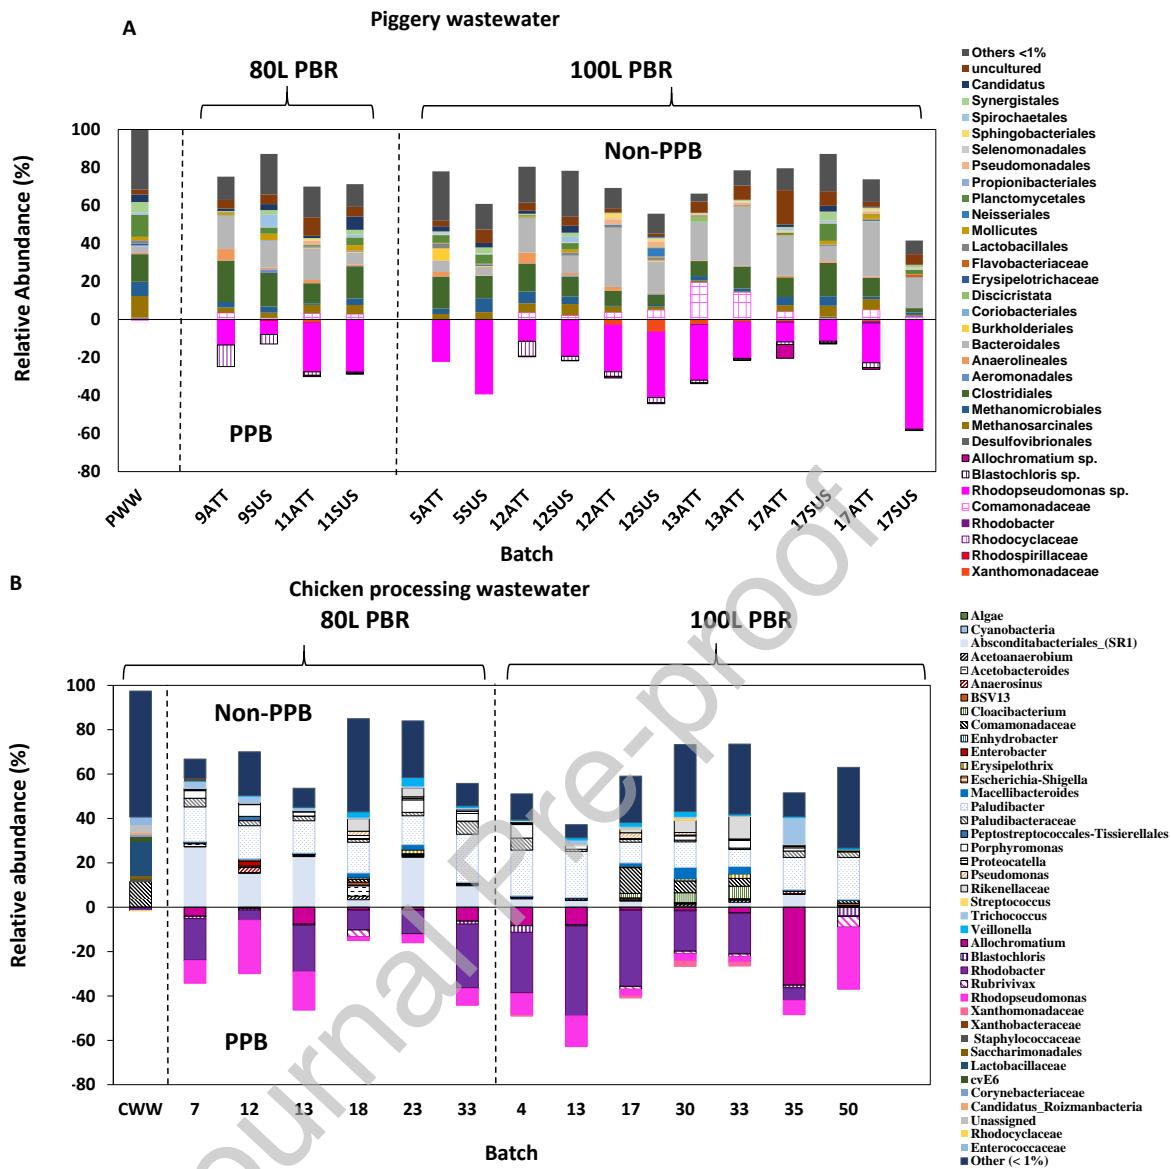 A
Piggery wastewater
80L PBR
100L PBR
Non-PPB
PPB
Relative Abundance (%)
100
80
60
40
20
0
-20
-40
-60
-80
PWW
9ATT
9SUS
11ATT
11SUS
5ATT
5SUS
12ATT
12SUS
12ATT
12SUS
13ATT
13ATT
17ATT
17SUS
17ATT
17SUS
Batch
Others <1%
uncultured
Candidatus
Synergistales
Spirochaetales
Sphingobacteriales
Selenomonadales
Pseudomonadales
Propionibacteriales
Planctomycetales
Neisseriales
Mollicutes
Lactobacillales
Flavobacteriaceae
Erysipelotrichaceae
Discicristata
Coriobacteriales
Burkholderiales
Bacteroidales
Anaerolineales
Aeromonadales
Clostridiales
Methanomicrobiales
Methanosarcinales
Desulfovibrionales
Allochromatium sp.
Blastochloris sp.
Rhodopseudomonas sp.
Comamonadaceae
Rhodobacter
Rhodocyclaceae
Rhodospirillaceae
Xanthomonadaceae
B
Chicken processing wastewater
80L PBR
100L PBR
Non-PPB
PPB
Relative abundance (%)
100
80
60
40
20
0
-20
-40
-60
-80
CWW
7
12
13
18
23
33
4
13
17
30
33
35
50
Batch
Algae
Cyanobacteria
Absconditabacteriales_(SR1)
Acetoanaerobium
Acetobacteroides
Anaerosinus
BSV13
Cloacibacterium
Comamonadaceae
Enhydrobacter
Enterobacter
Erysipelothrix
Escherichia-Shigella
Macellibacteroides
Paludibacter
Paludibacteraceae
Peptostreptococcales-Tissierellales
Porphyromonas
Proteocatella
Pseudomonas
Rikenellaceae
Streptococcus
Trichococcus
Veillonella
Allochromatium
Blastochloris
Rhodobacter
Rubrivivax
Rhodopseudomonas
Xanthomonadaceae
Xanthobacteraceae
Staphylococcaceae
Saccharimonadales
Lactobacillaceae
cvE6
Corynebacteriaceae
Candidatus_Roizmanbacteria
Unassigned
Rhodocyclaceae
Enterococcaceae
Other (< 1%)
Journal Pre-proof